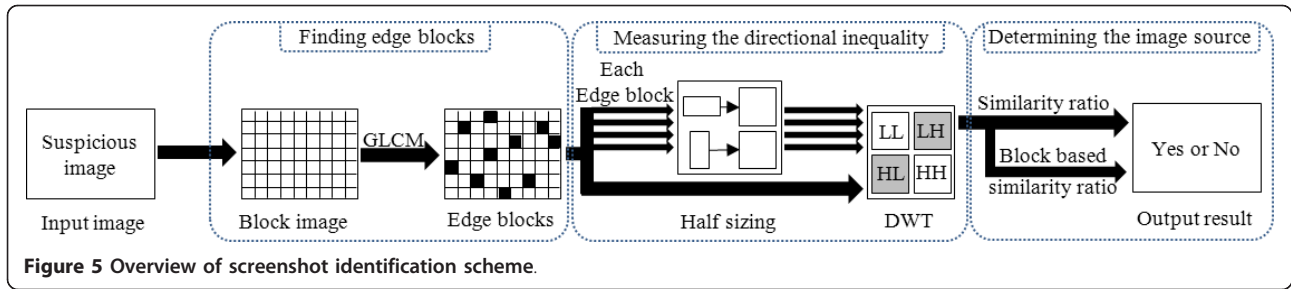 Finding edge blocks
Measuring the directional inequality
Determining the image source
Suspicious
image
Input image
Block image
GLCM
Edge blocks
Each
Edge block
Half sizing
LL LH
HL HH
DWT
Similarity ratio
Block based
similarity ratio
Yes or No
Output result
Figure 5 Overview of screenshot identification scheme.